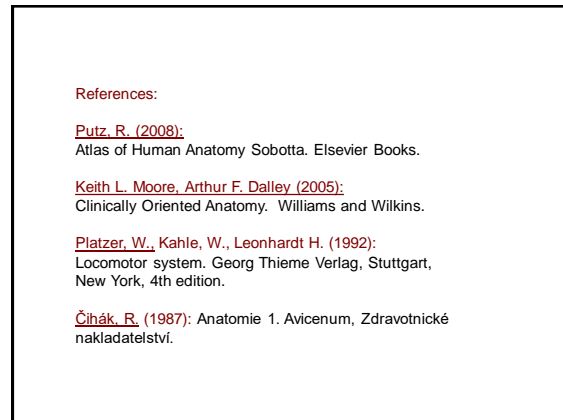 References:
Putz, R. (2008):
Atlas of Human Anatomy Sobotta. Elsevier Books.
Keith L. Moore, Arthur F. Dalley (2005):
Clinically Oriented Anatomy.  Williams and Wilkins.
Platzer, W., Kahle, W., Leonhardt H. (1992):
Locomotor system. Georg Thieme Verlag, Stuttgart,
New York, 4th edition.
Čihák, R. (1987): Anatomie 1. Avicenum, Zdravotnické
nakladatelství.